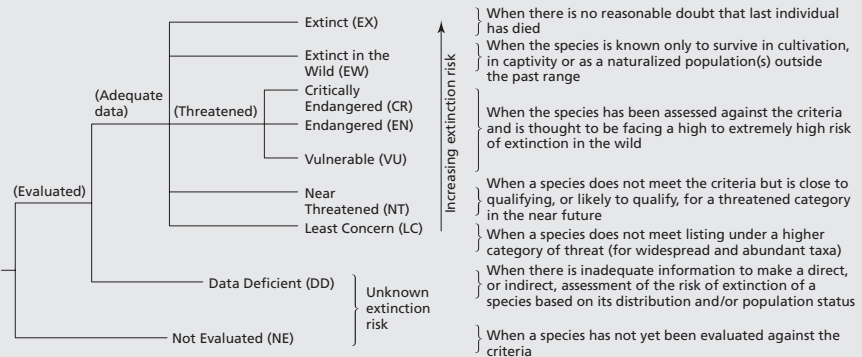 Extinct (EX)
When there is no reasonable doubt that last individual
has died
Extinct in the
Wild (EW)
When the species is known only to survive in cultivation,
in captivity or as a naturalized population(s) outside
the past range
(Adequate
data)
(Threatened)
Critically
Endangered (CR)
Endangered (EN)
Vulnerable (VU)
Increasing extinction risk
When the species has been assessed against the criteria
and is thought to be facing a high to extremely high risk
of extinction in the wild
(Evaluated)
Near
Threatened (NT)
When a species does not meet the criteria but is close to
qualifying, or likely to qualify, for a threatened category
in the near future
Least Concern (LC)
When a species does not meet listing under a higher
category of threat (for widespread and abundant taxa)
Data Deficient (DD)
Unknown
extinction
risk
When there is inadequate information to make a direct,
or indirect, assessment of the risk of extinction of a
species based on its distribution and/or population status
Not Evaluated (NE)
When a species has not yet been evaluated against the
criteria